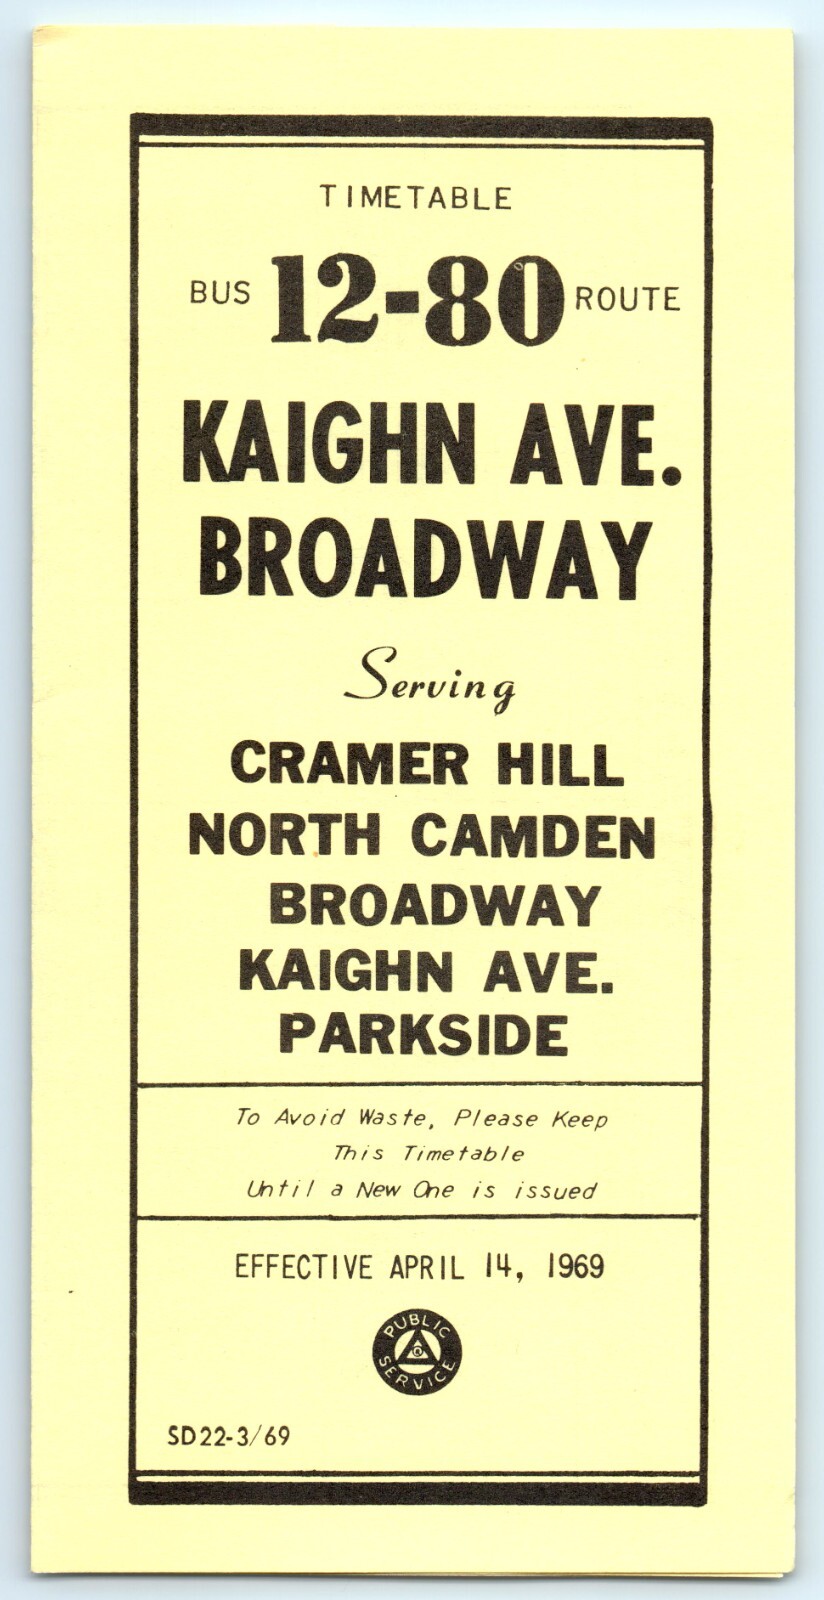 TIMETABLE
BUS 12-80 ROUTE
KAIGHN AVE.
BROADWAY
Serving
CRAMER HILL
NORTH CAMDEN
BROADWAY
KAIGHN AVE.
PARKSIDE
To Avoid Waste, Please Keep
This Timetable
Until a New One is issued
EFFECTIVE APRIL 14, 1969
PUBLIC
SERVICE
SD22-3/69